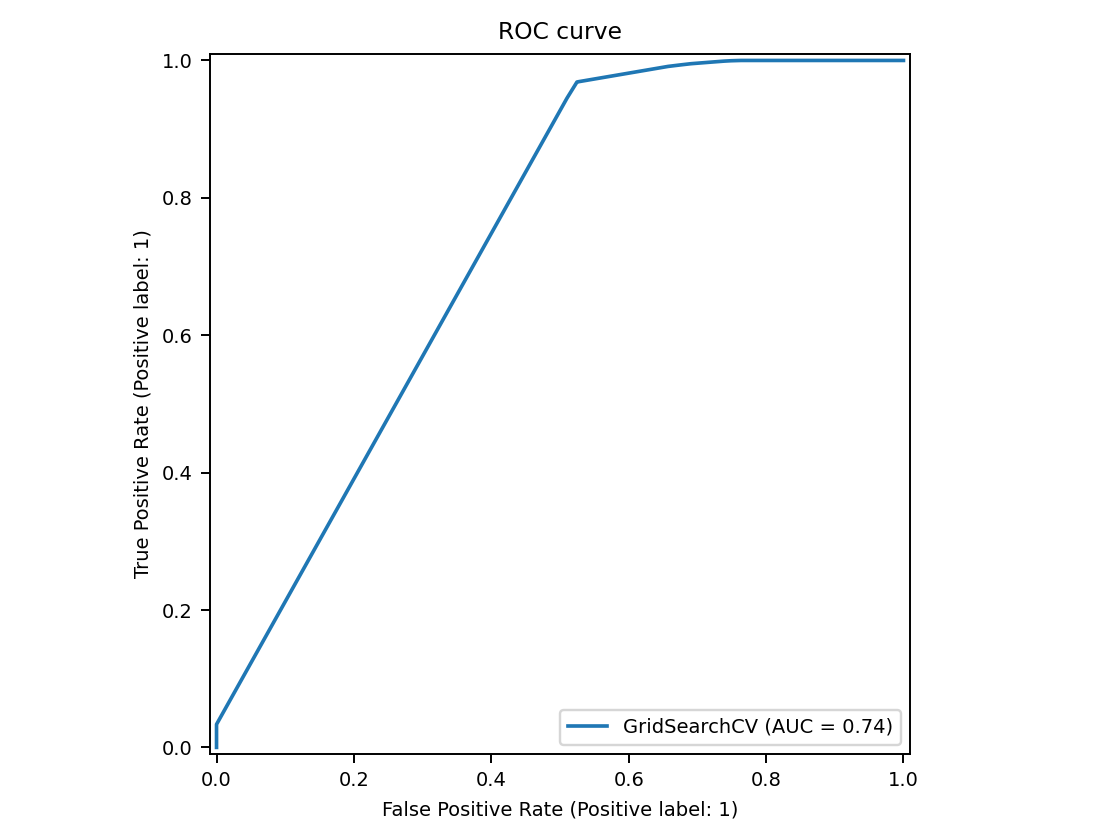 ROC curve
True Positive Rate (Positive label: 1)
1.0
0.8
0.6
0.4
0.2
0.0
GridSearchCV (AUC = 0.74)
0.0 0.2 0.4 0.6 0.8 1.0
False Positive Rate (Positive label: 1)